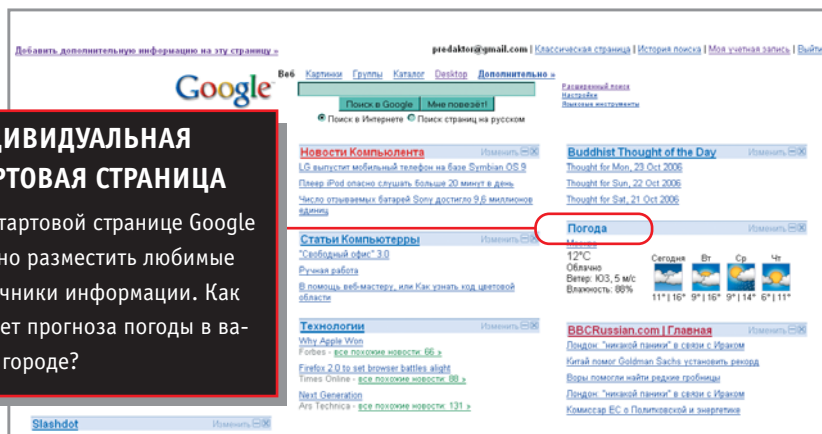 Добавить дополнительную информацию на эту страницу »
predaktor@gmail.com | Классическая страница | История поиска | Моя учетная запись | Выйти
Google
Веб Картинки Группы Каталог Desktop Дополнительно »
Расширенный поиск
Настройки
Языковые инструменты
Поиск в Google Мне повезёт!
Поиск в Интернете Поиск страниц на русском
ДИВИДУАЛЬНАЯ
РТОВАЯ СТРАНИЦА
тартовой странице Google
но разместить любимые
чники информации. Как
ет прогноза погоды в ва-
городе?
Новости Компьюлента Изменить
LG выпустит мобильный телефон на базе Symbian OS 9
Плеер iPod опасно слушать больше 20 минут в день
Число отзываемых батарей Sony достигло 9,6 миллионов
единиц
Статьи Компьютерры Изменить
"Свободный офис" 3.0
Ручная работа
В помощь веб-мастеру, или Как узнать код цветовой
области
Технологии Изменить
Why Apple Won
Forbes - все похожие новости: 66 »
Firefox 2.0 to set browser battles alight
Times Online - все похожие новости: 88 »
Next Generation
Ars Technica - все похожие новости: 131 »
Buddhist Thought of the Day Изменить
Thought for Mon, 23 Oct 2006
Thought for Sun, 22 Oct 2006
Thought for Sat, 21 Oct 2006
Погода Изменить
Москва
12°C
Облачно
Ветер: ЮЗ, 5 м/с
Влажность: 88%
Сегодня Вт Ср Чт
11°|16° 9°|16° 9°|14° 6°|11°
BBCRussian.com | Главная Изменить
Лондон: "никакой паники" в связи с Ираком
Китай помог Goldman Sachs установить рекорд
Воры помогли найти редкие гробницы
Лондон: "никакой паники" в связи с Ираком
Комиссар ЕС о Политковской и энергетике
Slashdot Изменить